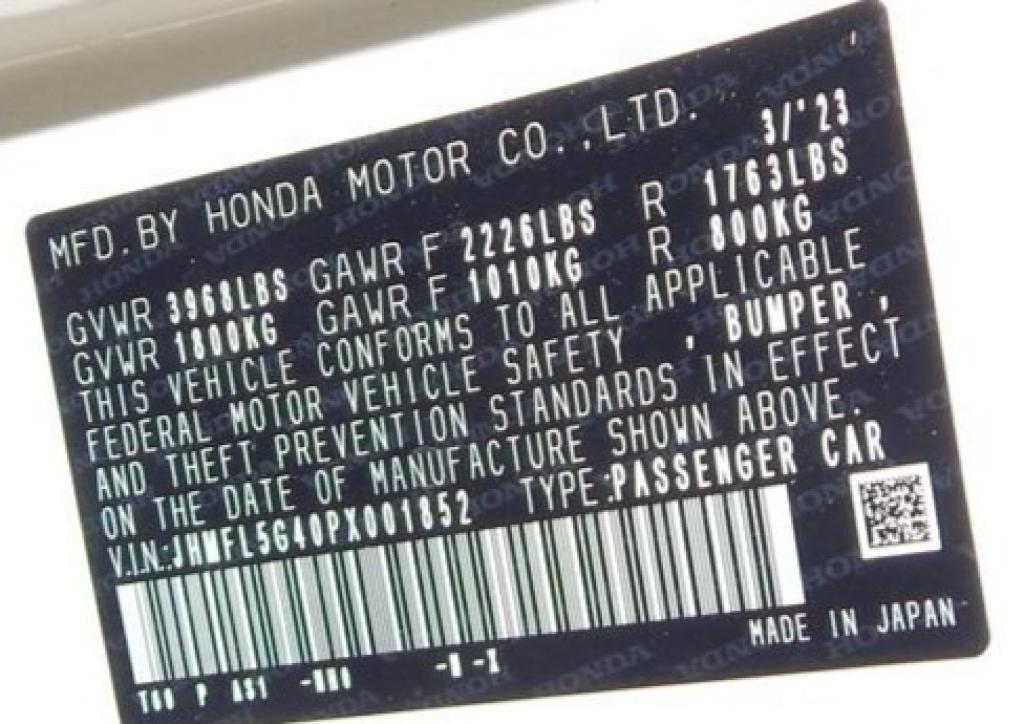 MFD. BY HONDA MOTOR CO., LTD. 3/'23
GVWR 3968LBS GAWR F 2226LBS R 1763LBS
GVWR 1800KG GAWR F 1010KG R 800KG
THIS VEHICLE CONFORMS TO ALL APPLICABLE
FEDERAL MOTOR VEHICLE SAFETY , BUMPER ,
AND THEFT PREVENTION STANDARDS IN EFFECT
ON THE DATE OF MANUFACTURE SHOWN ABOVE.
V.I.N.:JHMFL5G40PX001852 TYPE:PASSENGER CAR
MADE IN JAPAN